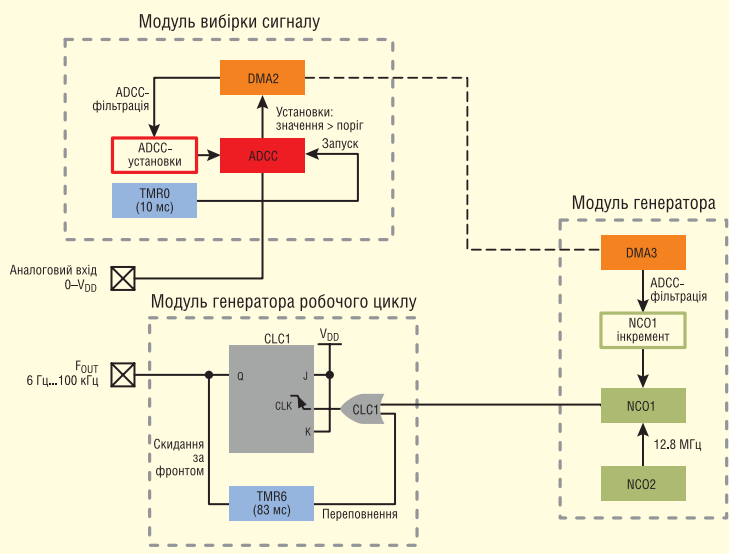 Модуль вибірки сигналу
DMA2
ADCC-
фільтрація
Установки:
значення > поріг
ADCC-
установки
ADCC
Запуск
TMR0
(10 мс)
Аналоговий вхід
0–VDD
Модуль генератора
DMA3
ADCC-
фільтрація
NCO1
інкремент
NCO1
12.8 МГц
NCO2
Модуль генератора робочого циклу
CLC1
VDD
FOUT
6 Гц...100 кГц
Q
J
CLK
K
CLC1
Скидання
за
фронтом
TMR6
(83 мс)
Переповнення